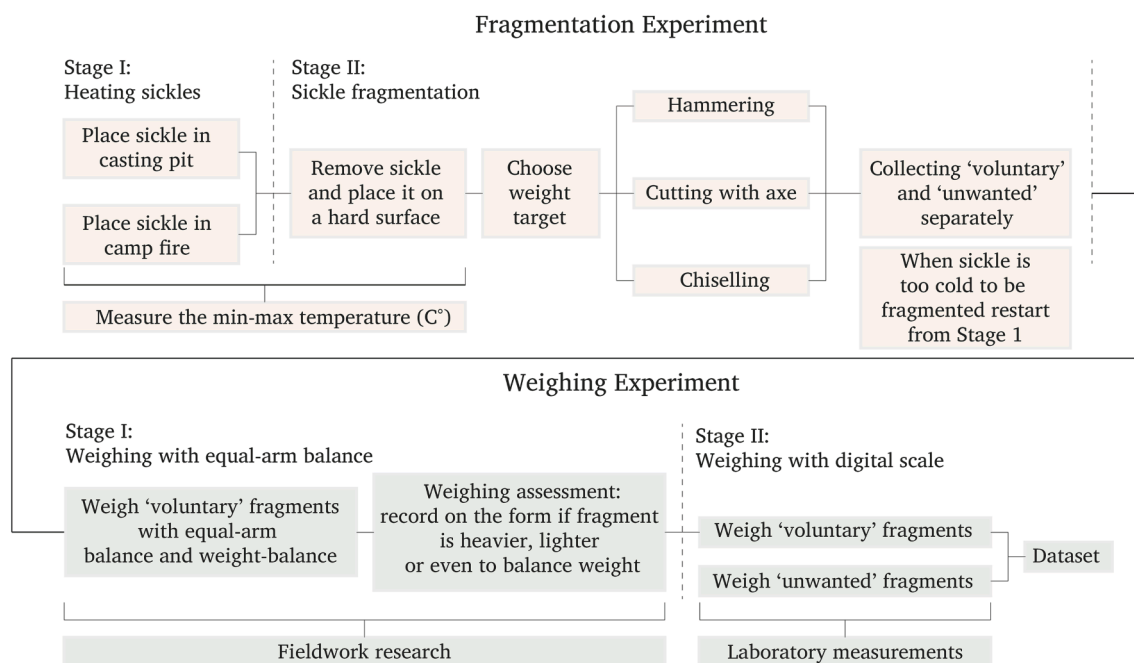 Fragmentation Experiment
Stage I:
Heating sickles
Place sickle in
casting pit
Place sickle in
camp fire
Measure the min-max temperature (C°)
Stage II:
Sickle fragmentation
Remove sickle
and place it on
a hard surface
Choose
weight
target
Hammering
Cutting with axe
Chiselling
Collecting ‘voluntary’
and ‘unwanted’
separately
When sickle is
too cold to be
fragmented restart
from Stage 1
Weighing Experiment
Stage I:
Weighing with equal-arm balance
Weigh ‘voluntary’ fragments
with equal-arm
balance and weight-balance
Weighing assessment:
record on the form if fragment
is heavier, lighter
or even to balance weight
Fieldwork research
Stage II:
Weighing with digital scale
Weigh ‘voluntary’ fragments
Weigh ‘unwanted’ fragments
Dataset
Laboratory measurements